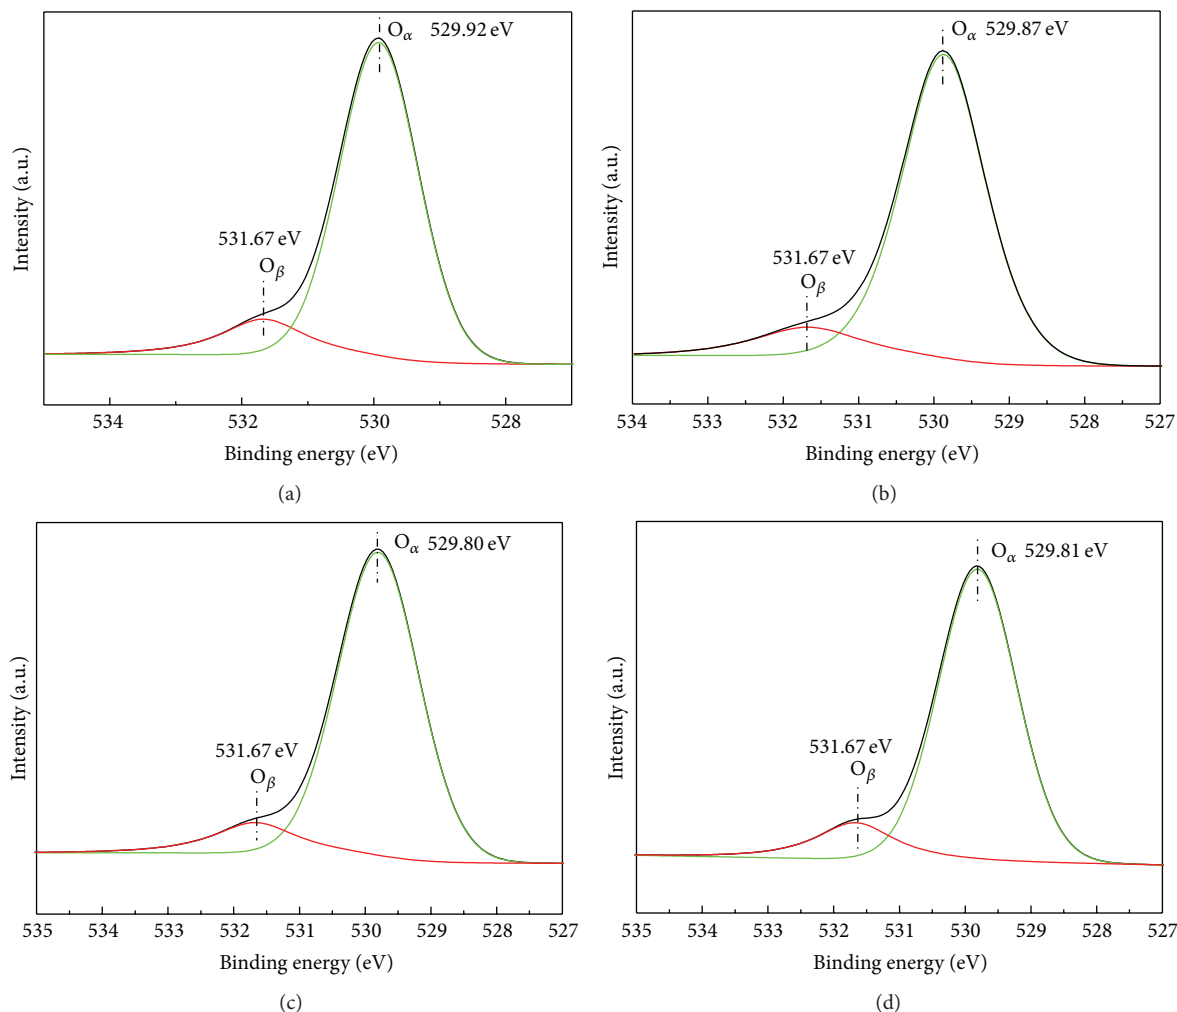 Oα 529.92 eV
531.67 eV
Oβ
Intensity (a.u.)
534 532 530 528
Binding energy (eV)
(a)
Oα 529.87 eV
531.67 eV
Oβ
Intensity (a.u.)
534 533 532 531 530 529 528 527
Binding energy (eV)
(b)
Oα 529.80 eV
531.67 eV
Oβ
Intensity (a.u.)
535 534 533 532 531 530 529 528 527
Binding energy (eV)
(c)
Oα 529.81 eV
531.67 eV
Oβ
Intensity (a.u.)
535 534 533 532 531 530 529 528 527
Binding energy (eV)
(d)